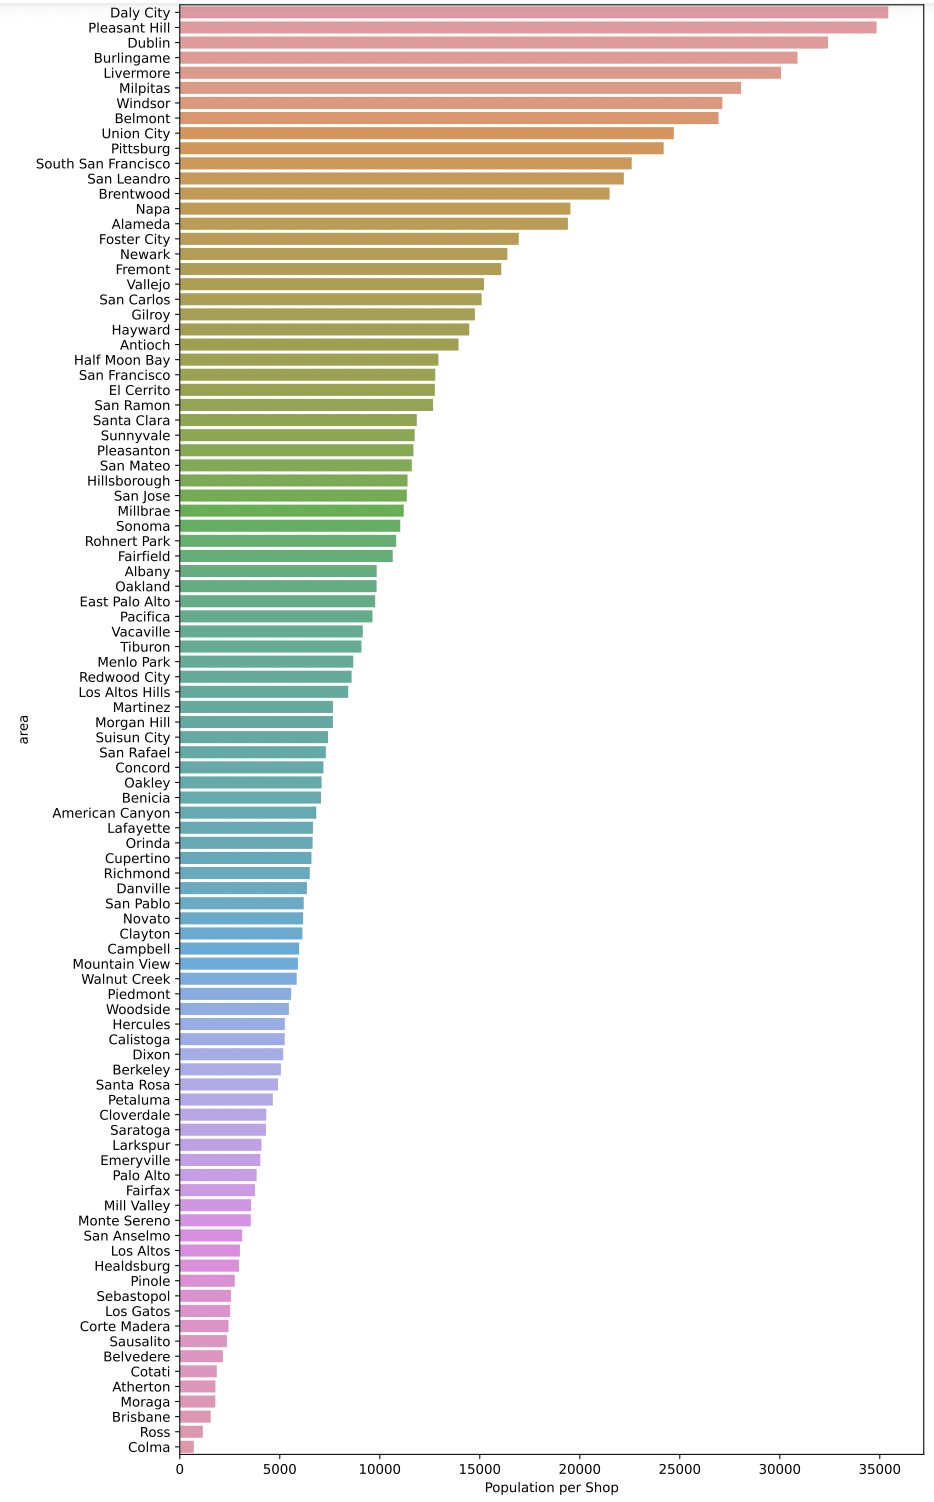 Daly City
Pleasant Hill
Dublin
Burlingame
Livermore
Milpitas
Windsor
Belmont
Union City
Pittsburg
South San Francisco
San Leandro
Brentwood
Napa
Alameda
Foster City
Newark
Fremont
Vallejo
San Carlos
Gilroy
Hayward
Antioch
Half Moon Bay
San Francisco
El Cerrito
San Ramon
Santa Clara
Sunnyvale
Pleasanton
San Mateo
Hillsborough
San Jose
Millbrae
Sonoma
Rohnert Park
Fairfield
Albany
Oakland
East Palo Alto
Pacifica
Vacaville
Tiburon
Menlo Park
Redwood City
Los Altos Hills
Martinez
Morgan Hill
Suisun City
San Rafael
Concord
Oakley
Benicia
American Canyon
Lafayette
Orinda
Cupertino
Richmond
Danville
San Pablo
Novato
Clayton
Campbell
Mountain View
Walnut Creek
Piedmont
Woodside
Hercules
Calistoga
Dixon
Berkeley
Santa Rosa
Petaluma
Cloverdale
Saratoga
Larkspur
Emeryville
Palo Alto
Fairfax
Mill Valley
Monte Sereno
San Anselmo
Los Altos
Healdsburg
Pinole
Sebastopol
Los Gatos
Corte Madera
Sausalito
Belvedere
Cotati
Atherton
Moraga
Brisbane
Ross
Colma
area
0 5000 10000 15000 20000 25000 30000 35000
Population per Shop